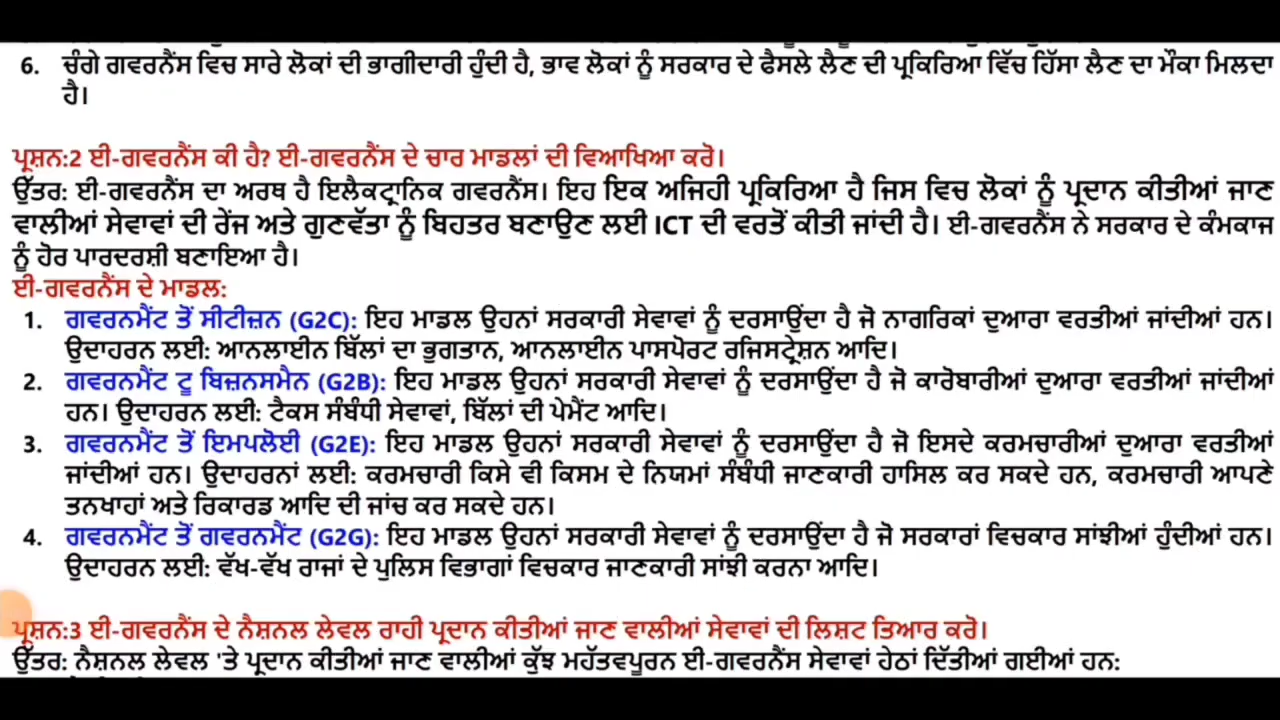 6. ਚੰਗੇ ਗਵਰਨੈਂਸ ਵਿਚ ਸਾਰੇ ਲੋਕਾਂ ਦੀ ਭਾਗੀਦਾਰੀ ਹੁੰਦੀ ਹੈ, ਭਾਵ ਲੋਕਾਂ ਨੂੰ ਸਰਕਾਰ ਦੇ ਫੈਸਲੇ ਲੈਣ ਦੀ ਪ੍ਰਕਿਰਿਆ ਵਿੱਚ ਹਿੱਸਾ ਲੈਣ ਦਾ ਮੌਕਾ ਮਿਲਦਾ
ਹੈ।
ਪ੍ਰਸ਼ਨ:2 ਈ-ਗਵਰਨੈਂਸ ਕੀ ਹੈ? ਈ-ਗਵਰਨੈਂਸ ਦੇ ਚਾਰ ਮਾਡਲਾਂ ਦੀ ਵਿਆਖਿਆ ਕਰੋ।
ਉੱਤਰ: ਈ-ਗਵਰਨੈਂਸ ਦਾ ਅਰਥ ਹੈ ਇਲੈਕਟ੍ਰਾਨਿਕ ਗਵਰਨੈਂਸ। ਇਹ ਇਕ ਅਜਿਹੀ ਪ੍ਰਕਿਰਿਆ ਹੈ ਜਿਸ ਵਿਚ ਲੋਕਾਂ ਨੂੰ ਪ੍ਰਦਾਨ ਕੀਤੀਆਂ ਜਾਣ
ਵਾਲੀਆਂ ਸੇਵਾਵਾਂ ਦੀ ਰੇਂਜ ਅਤੇ ਗੁਣਵੱਤਾ ਨੂੰ ਬਿਹਤਰ ਬਣਾਉਣ ਲਈ ICT ਦੀ ਵਰਤੋਂ ਕੀਤੀ ਜਾਂਦੀ ਹੈ। ਈ-ਗਵਰਨੈਂਸ ਨੇ ਸਰਕਾਰ ਦੇ ਕੰਮਕਾਜ
ਨੂੰ ਹੋਰ ਪਾਰਦਰਸ਼ੀ ਬਣਾਇਆ ਹੈ।
ਈ-ਗਵਰਨੈਂਸ ਦੇ ਮਾਡਲ:
1. ਗਵਰਨਮੈਂਟ ਤੋਂ ਸੀਟੀਜ਼ਨ (G2C): ਇਹ ਮਾਡਲ ਉਹਨਾਂ ਸਰਕਾਰੀ ਸੇਵਾਵਾਂ ਨੂੰ ਦਰਸਾਉਂਦਾ ਹੈ ਜੋ ਨਾਗਰਿਕਾਂ ਦੁਆਰਾ ਵਰਤੀਆਂ ਜਾਂਦੀਆਂ ਹਨ।
ਉਦਾਹਰਨ ਲਈ: ਆਨਲਾਈਨ ਬਿੱਲਾਂ ਦਾ ਭੁਗਤਾਨ, ਆਨਲਾਈਨ ਪਾਸਪੋਰਟ ਰਜਿਸਟ੍ਰੇਸ਼ਨ ਆਦਿ।
2. ਗਵਰਨਮੈਂਟ ਟੂ ਬਿਜ਼ਨਸਮੈਨ (G2B): ਇਹ ਮਾਡਲ ਉਹਨਾਂ ਸਰਕਾਰੀ ਸੇਵਾਵਾਂ ਨੂੰ ਦਰਸਾਉਂਦਾ ਹੈ ਜੋ ਕਾਰੋਬਾਰੀਆਂ ਦੁਆਰਾ ਵਰਤੀਆਂ ਜਾਂਦੀਆਂ
ਹਨ। ਉਦਾਹਰਨ ਲਈ: ਟੈਕਸ ਸੰਬੰਧੀ ਸੇਵਾਵਾਂ, ਬਿੱਲਾਂ ਦੀ ਪੇਮੈਂਟ ਆਦਿ।
3. ਗਵਰਨਮੈਂਟ ਤੋਂ ਇਮਪਲੋਈ (G2E): ਇਹ ਮਾਡਲ ਉਹਨਾਂ ਸਰਕਾਰੀ ਸੇਵਾਵਾਂ ਨੂੰ ਦਰਸਾਉਂਦਾ ਹੈ ਜੋ ਇਸਦੇ ਕਰਮਚਾਰੀਆਂ ਦੁਆਰਾ ਵਰਤੀਆਂ
ਜਾਂਦੀਆਂ ਹਨ। ਉਦਾਹਰਨਾਂ ਲਈ: ਕਰਮਚਾਰੀ ਕਿਸੇ ਵੀ ਕਿਸਮ ਦੇ ਨਿਯਮਾਂ ਸੰਬੰਧੀ ਜਾਣਕਾਰੀ ਹਾਸਿਲ ਕਰ ਸਕਦੇ ਹਨ, ਕਰਮਚਾਰੀ ਆਪਣੇ
ਤਨਖਾਹਾਂ ਅਤੇ ਰਿਕਾਰਡ ਆਦਿ ਦੀ ਜਾਂਚ ਕਰ ਸਕਦੇ ਹਨ।
4. ਗਵਰਨਮੈਂਟ ਤੋਂ ਗਵਰਨਮੈਂਟ (G2G): ਇਹ ਮਾਡਲ ਉਹਨਾਂ ਸਰਕਾਰੀ ਸੇਵਾਵਾਂ ਨੂੰ ਦਰਸਾਉਂਦਾ ਹੈ ਜੋ ਸਰਕਾਰਾਂ ਵਿਚਕਾਰ ਸਾਂਝੀਆਂ ਹੁੰਦੀਆਂ ਹਨ।
ਉਦਾਹਰਨ ਲਈ: ਵੱਖ-ਵੱਖ ਰਾਜਾਂ ਦੇ ਪੁਲਿਸ ਵਿਭਾਗਾਂ ਵਿਚਕਾਰ ਜਾਣਕਾਰੀ ਸਾਂਝੀ ਕਰਨਾ ਆਦਿ।
ਪ੍ਰਸ਼ਨ:3 ਈ-ਗਵਰਨੈਂਸ ਦੇ ਨੈਸ਼ਨਲ ਲੇਵਲ ਰਾਹੀ ਪ੍ਰਦਾਨ ਕੀਤੀਆਂ ਜਾਣ ਵਾਲੀਆਂ ਸੇਵਾਵਾਂ ਦੀ ਲਿਸ਼ਟ ਤਿਆਰ ਕਰੋ।
ਉੱਤਰ: ਨੈਸ਼ਨਲ ਲੇਵਲ 'ਤੇ ਪ੍ਰਦਾਨ ਕੀਤੀਆਂ ਜਾਣ ਵਾਲੀਆਂ ਕੁੱਝ ਮਹੱਤਵਪੂਰਨ ਈ-ਗਵਰਨੈਂਸ ਸੇਵਾਵਾਂ ਹੇਠਾਂ ਦਿੱਤੀਆਂ ਗਈਆਂ ਹਨ: